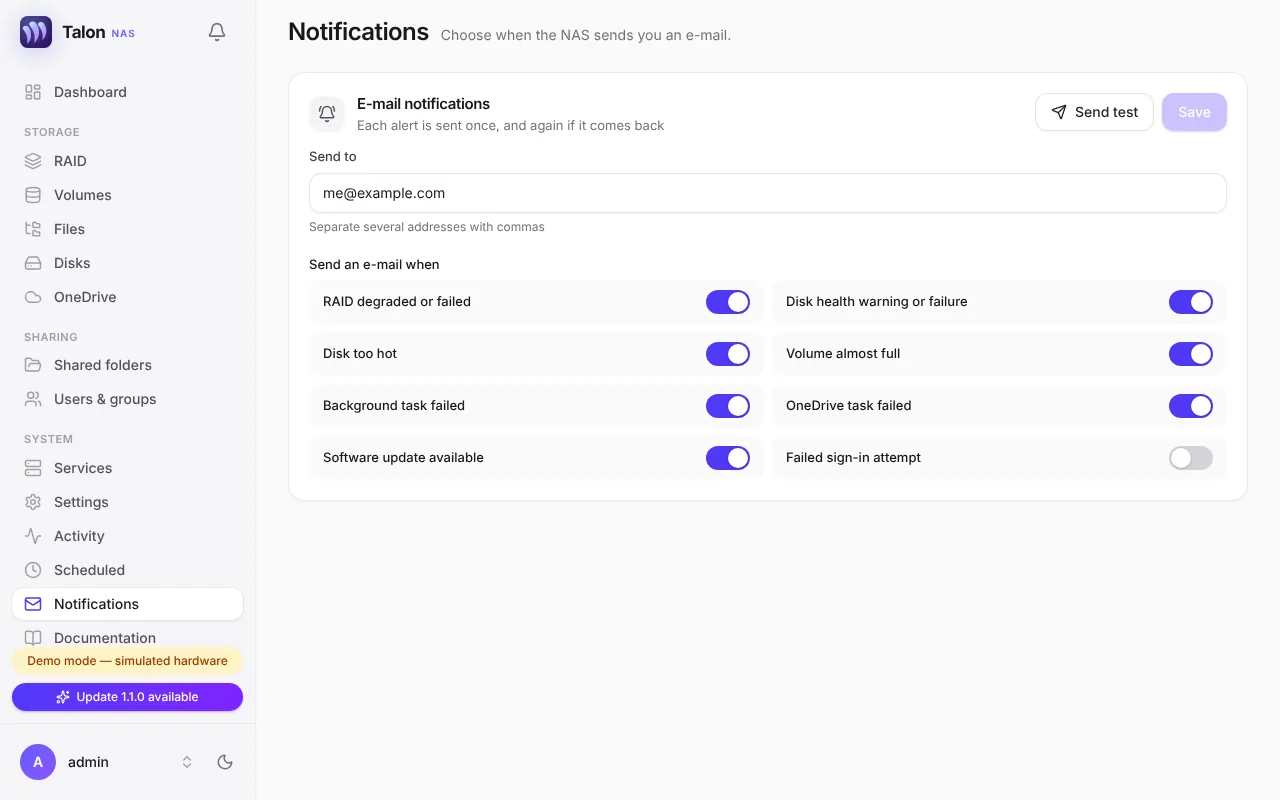 Talon NAS
Dashboard
STORAGE
RAID
Volumes
Files
Disks
OneDrive
SHARING
Shared folders
Users & groups
SYSTEM
Services
Settings
Activity
Scheduled
Notifications
Documentation
Demo mode — simulated hardware
Update 1.1.0 available
A admin
Notifications Choose when the NAS sends you an e-mail.
E-mail notifications
Each alert is sent once, and again if it comes back
Send test Save
Send to
me@example.com
Separate several addresses with commas
Send an e-mail when
RAID degraded or failed
Disk health warning or failure
Disk too hot
Volume almost full
Background task failed
OneDrive task failed
Software update available
Failed sign-in attempt